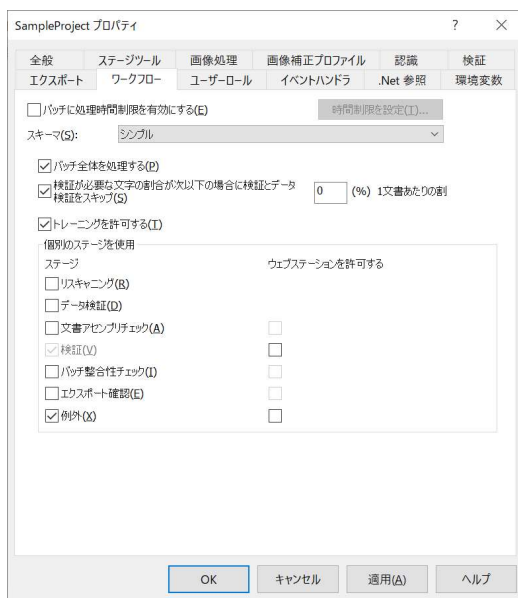 SampleProject プロパティ
? ×
全般 ステージツール 画像処理 画像補正プロファイル 認識 検証
エクスポート ワークフロー ユーザーロール イベントハンドラ .Net 参照 環境変数
バッチに処理時間制限を有効にする(E) 時間制限を設定(T)...
スキーマ(S): シンプル
バッチ全体を処理する(P)
検証が必要な文字の割合が次以下の場合に検証とデータ
検証をスキップ(S) 0 (%) 1文書あたりの割
トレーニングを許可する(T)
個別のステージを使用
ステージ ウェブステーションを許可する
リスキャニング(R)
データ検証(D)
文書アセンブリチェック(A)
検証(V)
バッチ整合性チェック(I)
エクスポート確認(E)
例外(X)
OK キャンセル 適用(A) ヘルプ